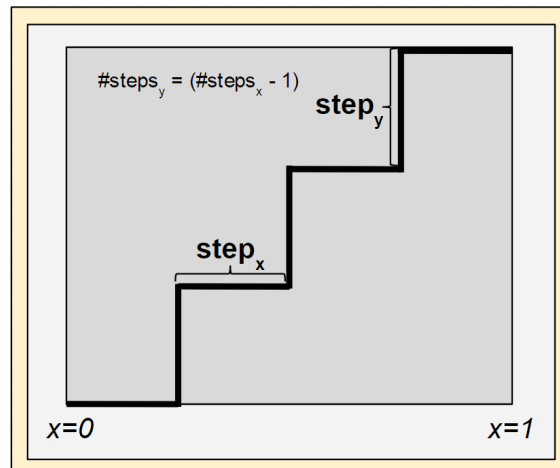 #steps_y = (#steps_x - 1)
step_y
step_x
x=0
x=1